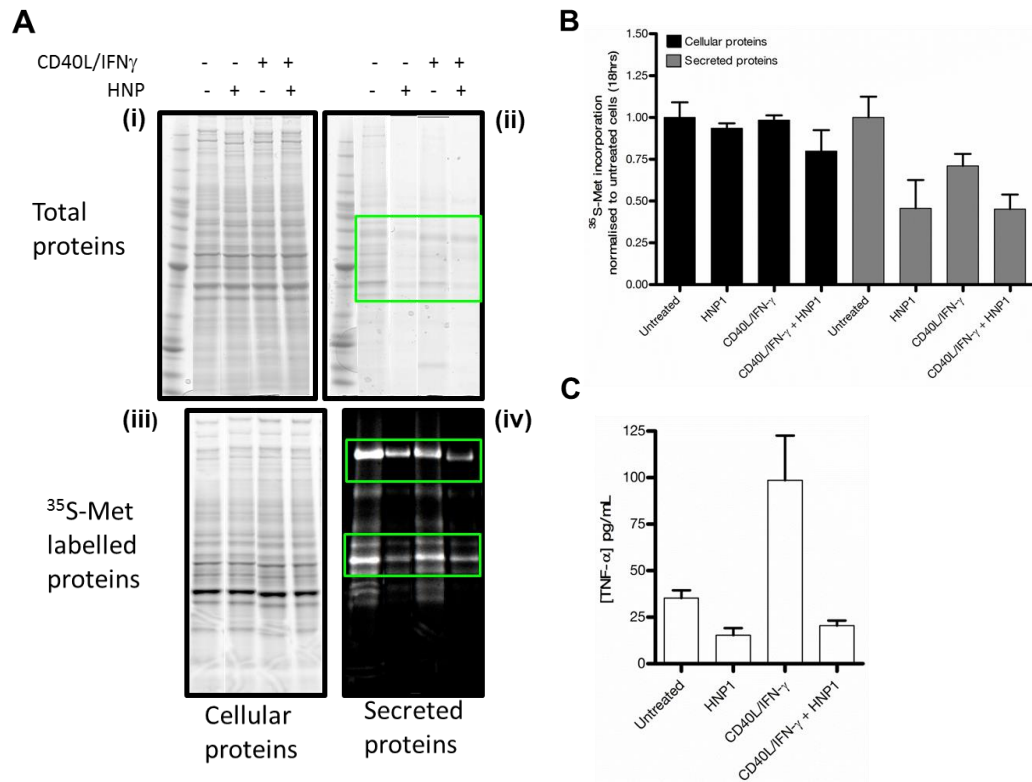 A
CD40L/IFNγ - - + + - - + +
HNP - + - + - + - +
(i)
(ii)
Total
proteins
(iii)
(iv)
³⁵S-Met
labelled
proteins
Cellular
proteins
Secreted
proteins
B
³⁵S-Met incorporation
normalised to untreated cells (18hrs)
1.50
1.25
1.00
0.75
0.50
0.25
0.00
Cellular proteins
Secreted proteins
Untreated
HNP1
CD40L/IFN-γ
CD40L/IFN-γ + HNP1
Untreated
HNP1
CD40L/IFN-γ
CD40L/IFN-γ + HNP1
C
[TNF-α] pg/mL
125
100
75
50
25
0
Untreated
HNP1
CD40L/IFN-γ
CD40L/IFN-γ + HNP1